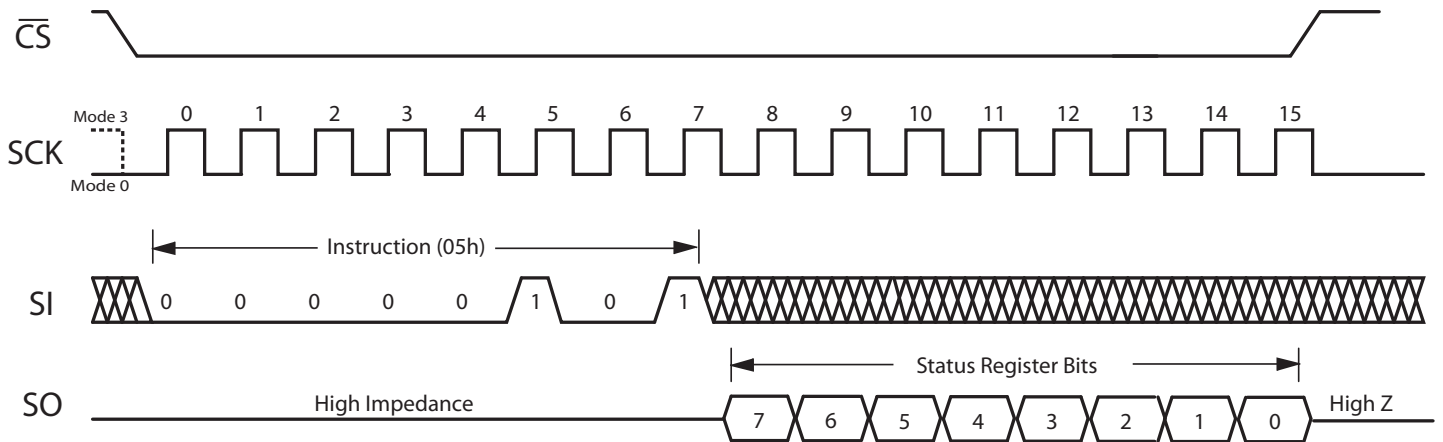 CS
Mode 3
0 1 2 3 4 5 6 7 8 9 10 11 12 13 14 15
SCK
Mode 0
Instruction (05h)
SI 0 0 0 0 0 1 0 1
Status Register Bits
SO High Impedance 7 6 5 4 3 2 1 0 High Z